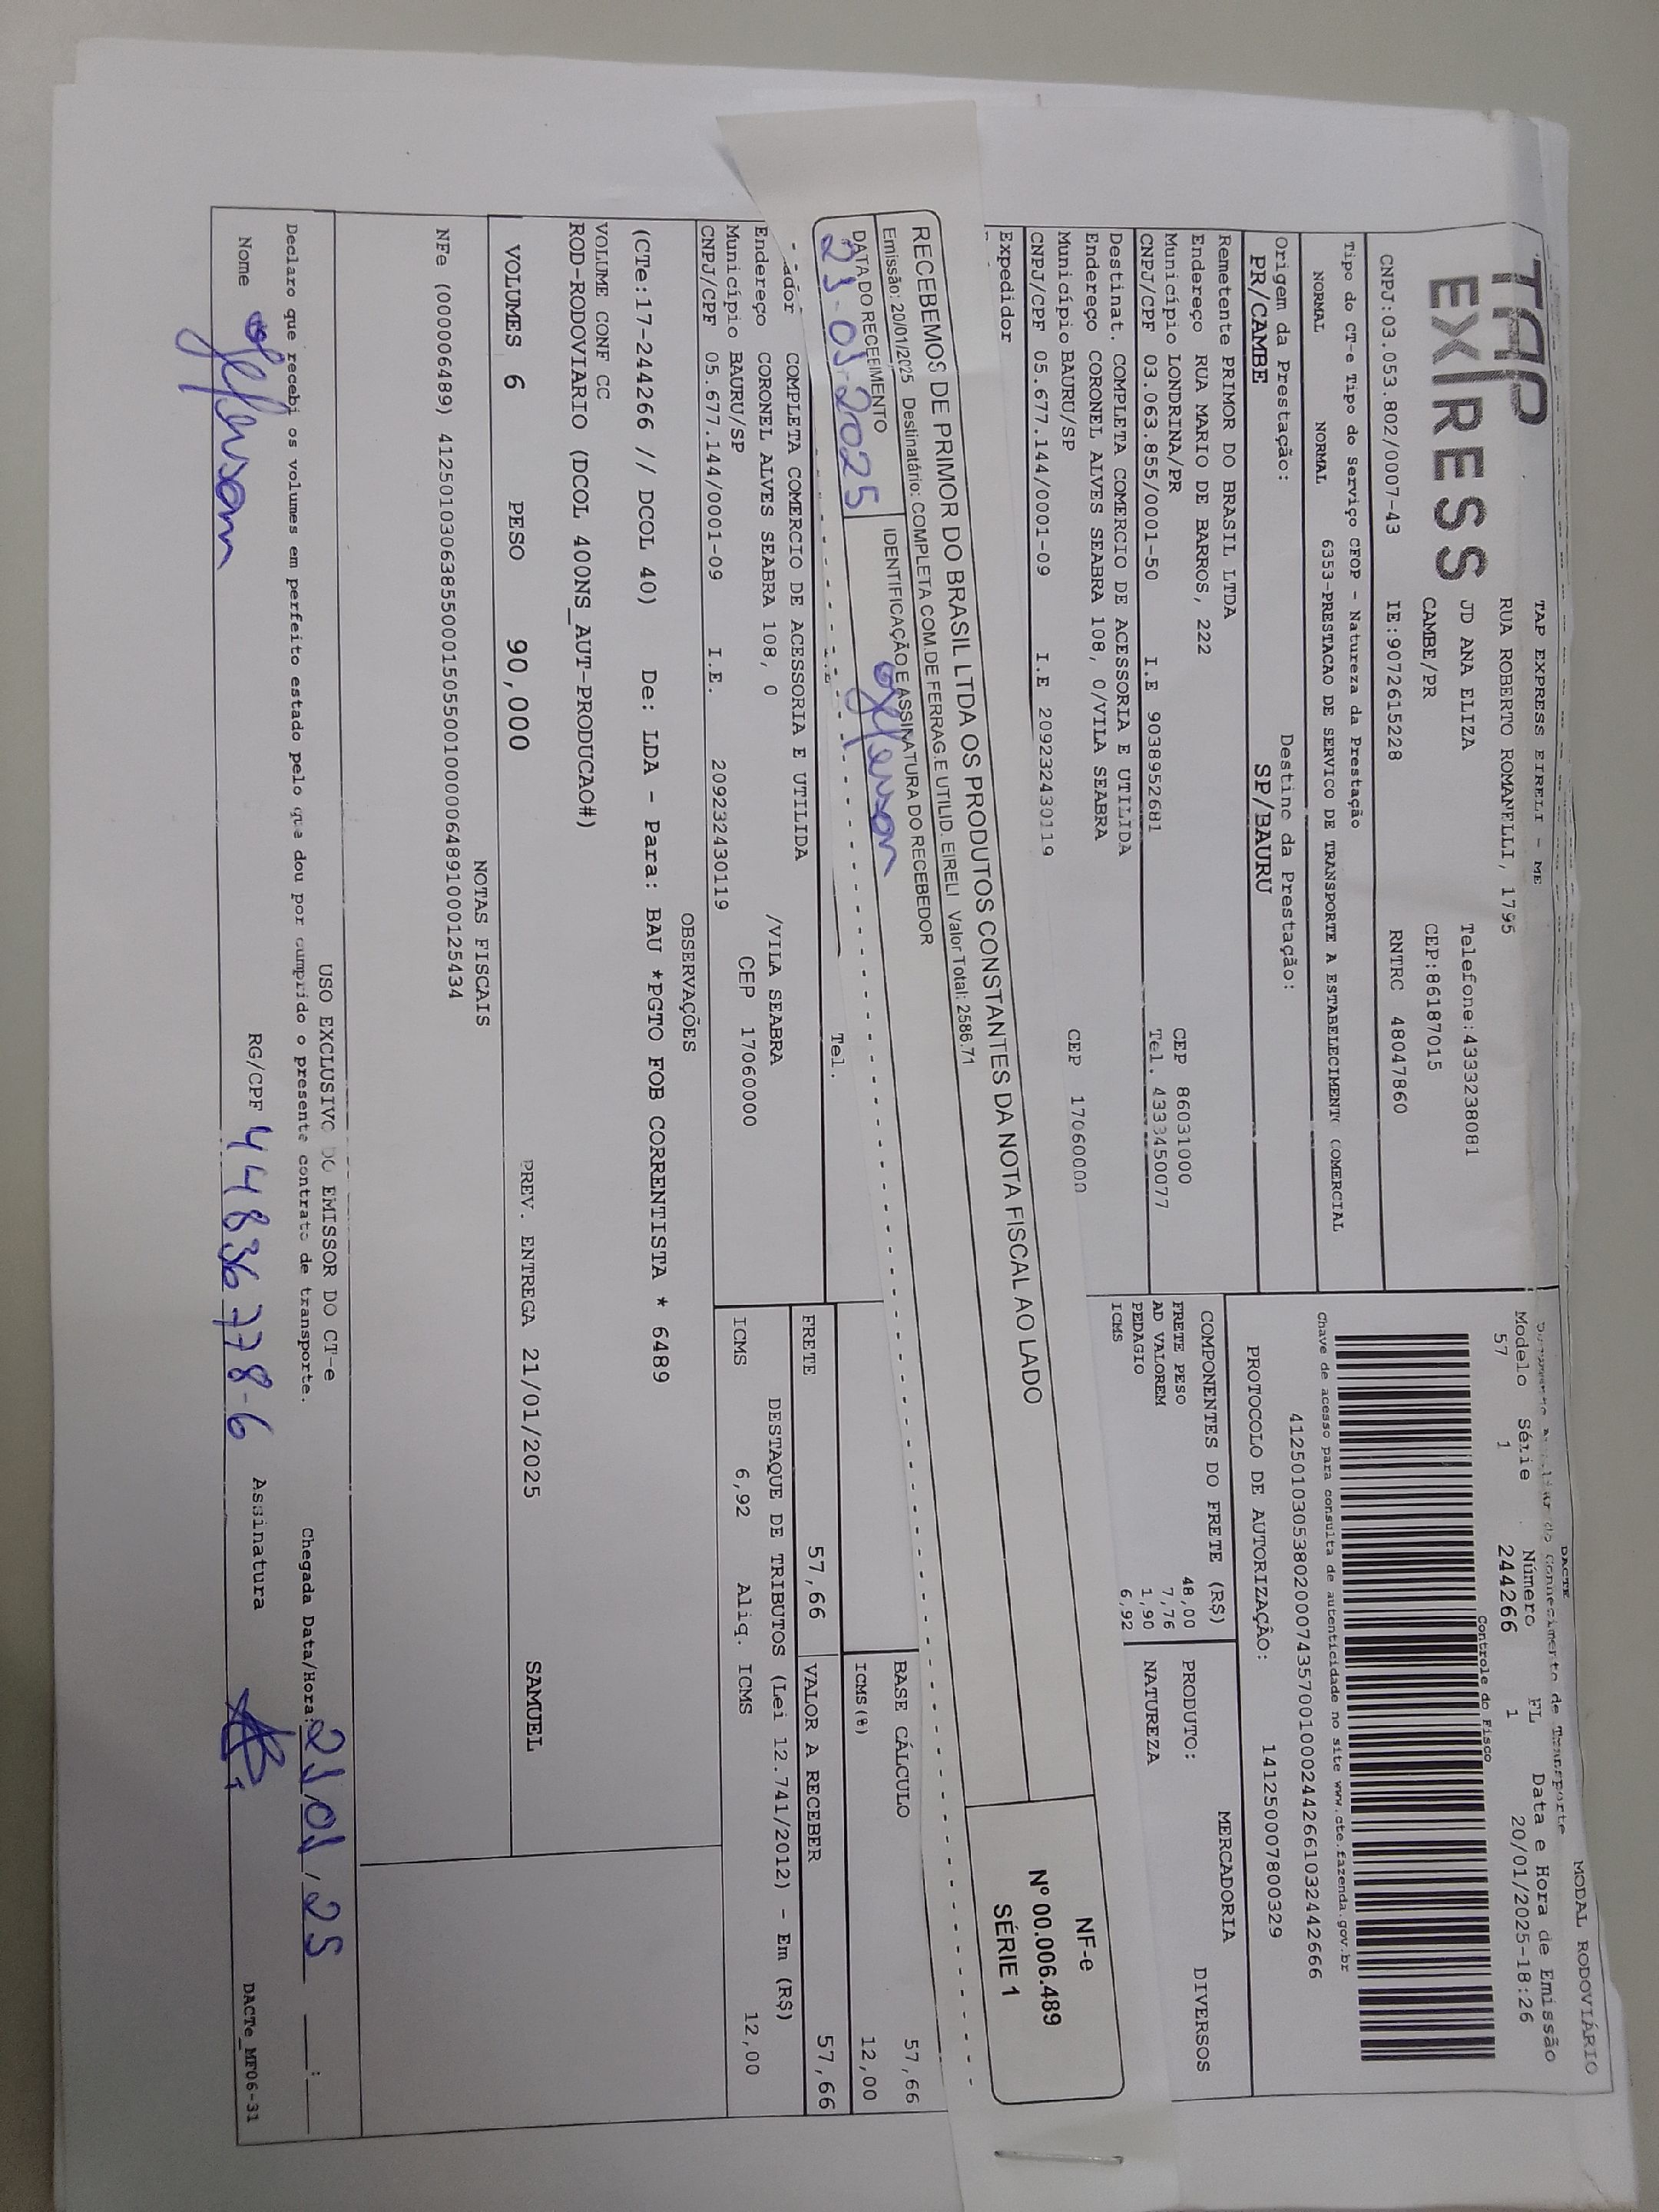 TAP
EXPRESS
TAP EXPRESS EIRELI - ME
RUA ROBERTO ROMANELLI, 1795
JD ANA ELIZA Telefone:4333238081
CAMBE/PR CEP:86187015
CNPJ:03.053.802/0007-43 IE:9072615228 RNTRC 48047860
MODAL RODOVIÁRIO
DACTE
Modelo Série Número FL Data e Hora de Emissão
57 1 244266 1 20/01/2025-18:26
Controle do Fisco
Tipo do CT-e Tipo do Serviço CFOP - Natureza da Prestação
NORMAL NORMAL 6353-PRESTACAO DE SERVICO DE TRANSPORTE A ESTABELECIMENTO COMERCIAL
Chave de acesso para consulta de autenticidade no site www.cte.fazenda.gov.br
41250103053802000743570010002442661032442666
Origem da Prestação: Destino da Prestação:
PR/CAMBE SP/BAURU
PROTOCOLO DE AUTORIZAÇÃO: 141250007800329
Remetente PRIMOR DO BRASIL LTDA
Endereço RUA MARIO DE BARROS, 222
Município LONDRINA/PR CEP 86031000
CNPJ/CPF 03.063.855/0001-50 I.E 9038952681 Tel. 4333450077
COMPONENTES DO FRETE (R$)
FRETE PESO 48,00
AD VALOREM 7,76
PEDAGIO 1,90
ICMS 6,92
MERCADORIA
PRODUTO: DIVERSOS
NATUREZA
Destinat. COMPLETA COMERCIO DE ACESSORIA E UTILIDA
Endereço CORONEL ALVES SEABRA 108, 0/VILA SEABRA
Município BAURU/SP CEP 17060000
CNPJ/CPF 05.677.144/0001-09 I.E 209232430119
Expedidor
RECEBEMOS DE PRIMOR DO BRASIL LTDA OS PRODUTOS CONSTANTES DA NOTA FISCAL AO LADO
Emissão: 20/01/2025 Destinatário: COMPLETA COM.DE FERRAG.E UTILID. EIRELI Valor Total: 2586.71
DATA DO RECEBIMENTO IDENTIFICAÇÃO E ASSINATURA DO RECEBEDOR
21-01-2025
NF-e
Nº 00.006.489
SÉRIE 1
Tel.
BASE CÁLCULO 57,66
ICMS(%) 12,00
FRETE 57,66 VALOR A RECEBER 57,66
COMPLETA COMERCIO DE ACESSORIA E UTILIDA
Endereço CORONEL ALVES SEABRA 108, 0 /VILA SEABRA
Município BAURU/SP CEP 17060000
CNPJ/CPF 05.677.144/0001-09 I.E. 209232430119
DESTAQUE DE TRIBUTOS (Lei 12.741/2012) - Em (R$)
ICMS 6,92 Aliq. ICMS 12,00
OBSERVAÇÕES
(CTe:17-244266 // DCOL 40) De: LDA - Para: BAU *PGTO FOB CORRENTISTA * 6489
VOLUME CONF CC
ROD-RODOVIARIO (DCOL 400NS_AUT-PRODUCAO#)
VOLUMES 6 PESO 90,000 PREV. ENTREGA 21/01/2025 SAMUEL
NOTAS FISCAIS
NFe (000006489) 41250103063855000150550010000064891000125434
USO EXCLUSIVO DO EMISSOR DO CT-e
Declaro que recebi os volumes em perfeito estado pelo que dou por cumprido o presente contrato de transporte. Chegada Data/Hora: 21/01/25
Nome RG/CPF 44836778-6 Assinatura
DACTe_MF06-31